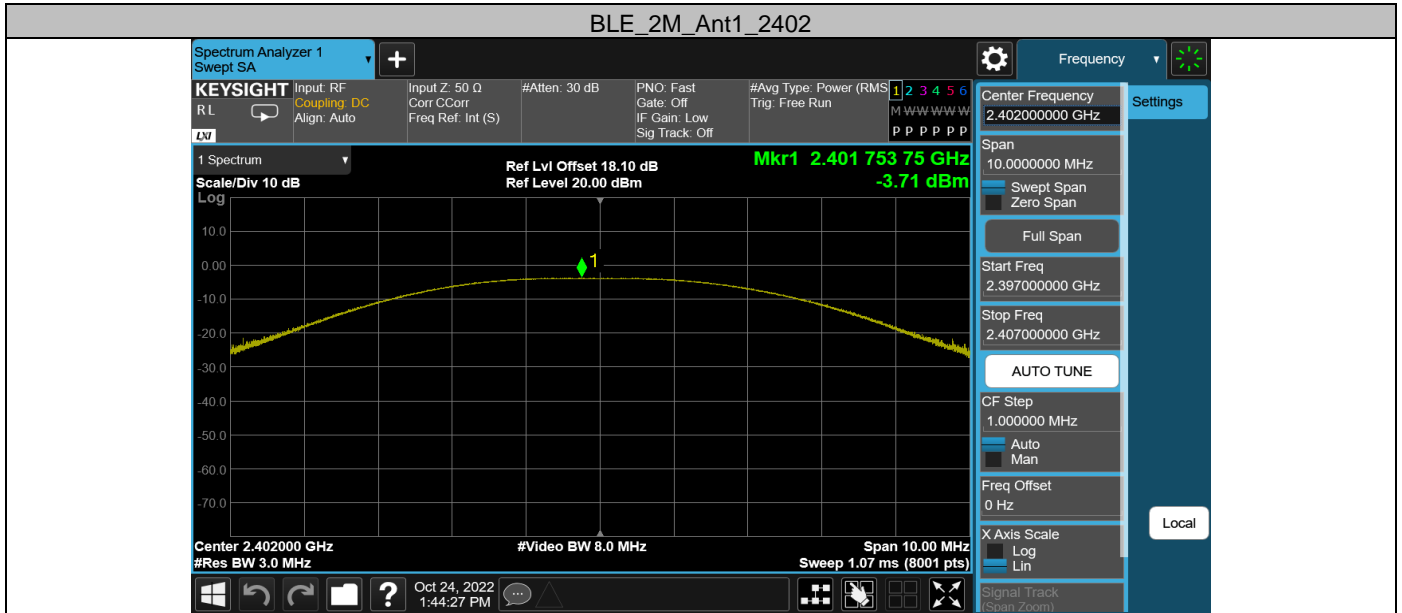 BLE_2M_Ant1_2402
Spectrum Analyzer 1
Swept SA
+
Frequency
KEYSIGHT
RL
LXI
Input: RF
Coupling: DC
Align: Auto
Input Z: 50 Ω
Corr CCorr
Freq Ref: Int (S)
#Atten: 30 dB
PNO: Fast
Gate: Off
IF Gain: Low
Sig Track: Off
#Avg Type: Power (RMS
Trig: Free Run
1 2 3 4 5 6
M W W W W W
P P P P P P
1 Spectrum
Scale/Div 10 dB
Ref Lvl Offset 18.10 dB
Ref Level 20.00 dBm
Mkr1 2.401 753 75 GHz
-3.71 dBm
Log
10.0
0.00
-10.0
-20.0
-30.0
-40.0
-50.0
-60.0
-70.0
1
Center 2.402000 GHz
#Res BW 3.0 MHz
#Video BW 8.0 MHz
Span 10.00 MHz
Sweep 1.07 ms (8001 pts)
Center Frequency
2.402000000 GHz
Span
10.0000000 MHz
Swept Span
Zero Span
Full Span
Start Freq
2.397000000 GHz
Stop Freq
2.407000000 GHz
AUTO TUNE
CF Step
1.000000 MHz
Auto
Man
Freq Offset
0 Hz
X Axis Scale
Log
Lin
Signal Track
(Span Zoom)
Settings
Local
?
Oct 24, 2022
1:44:27 PM